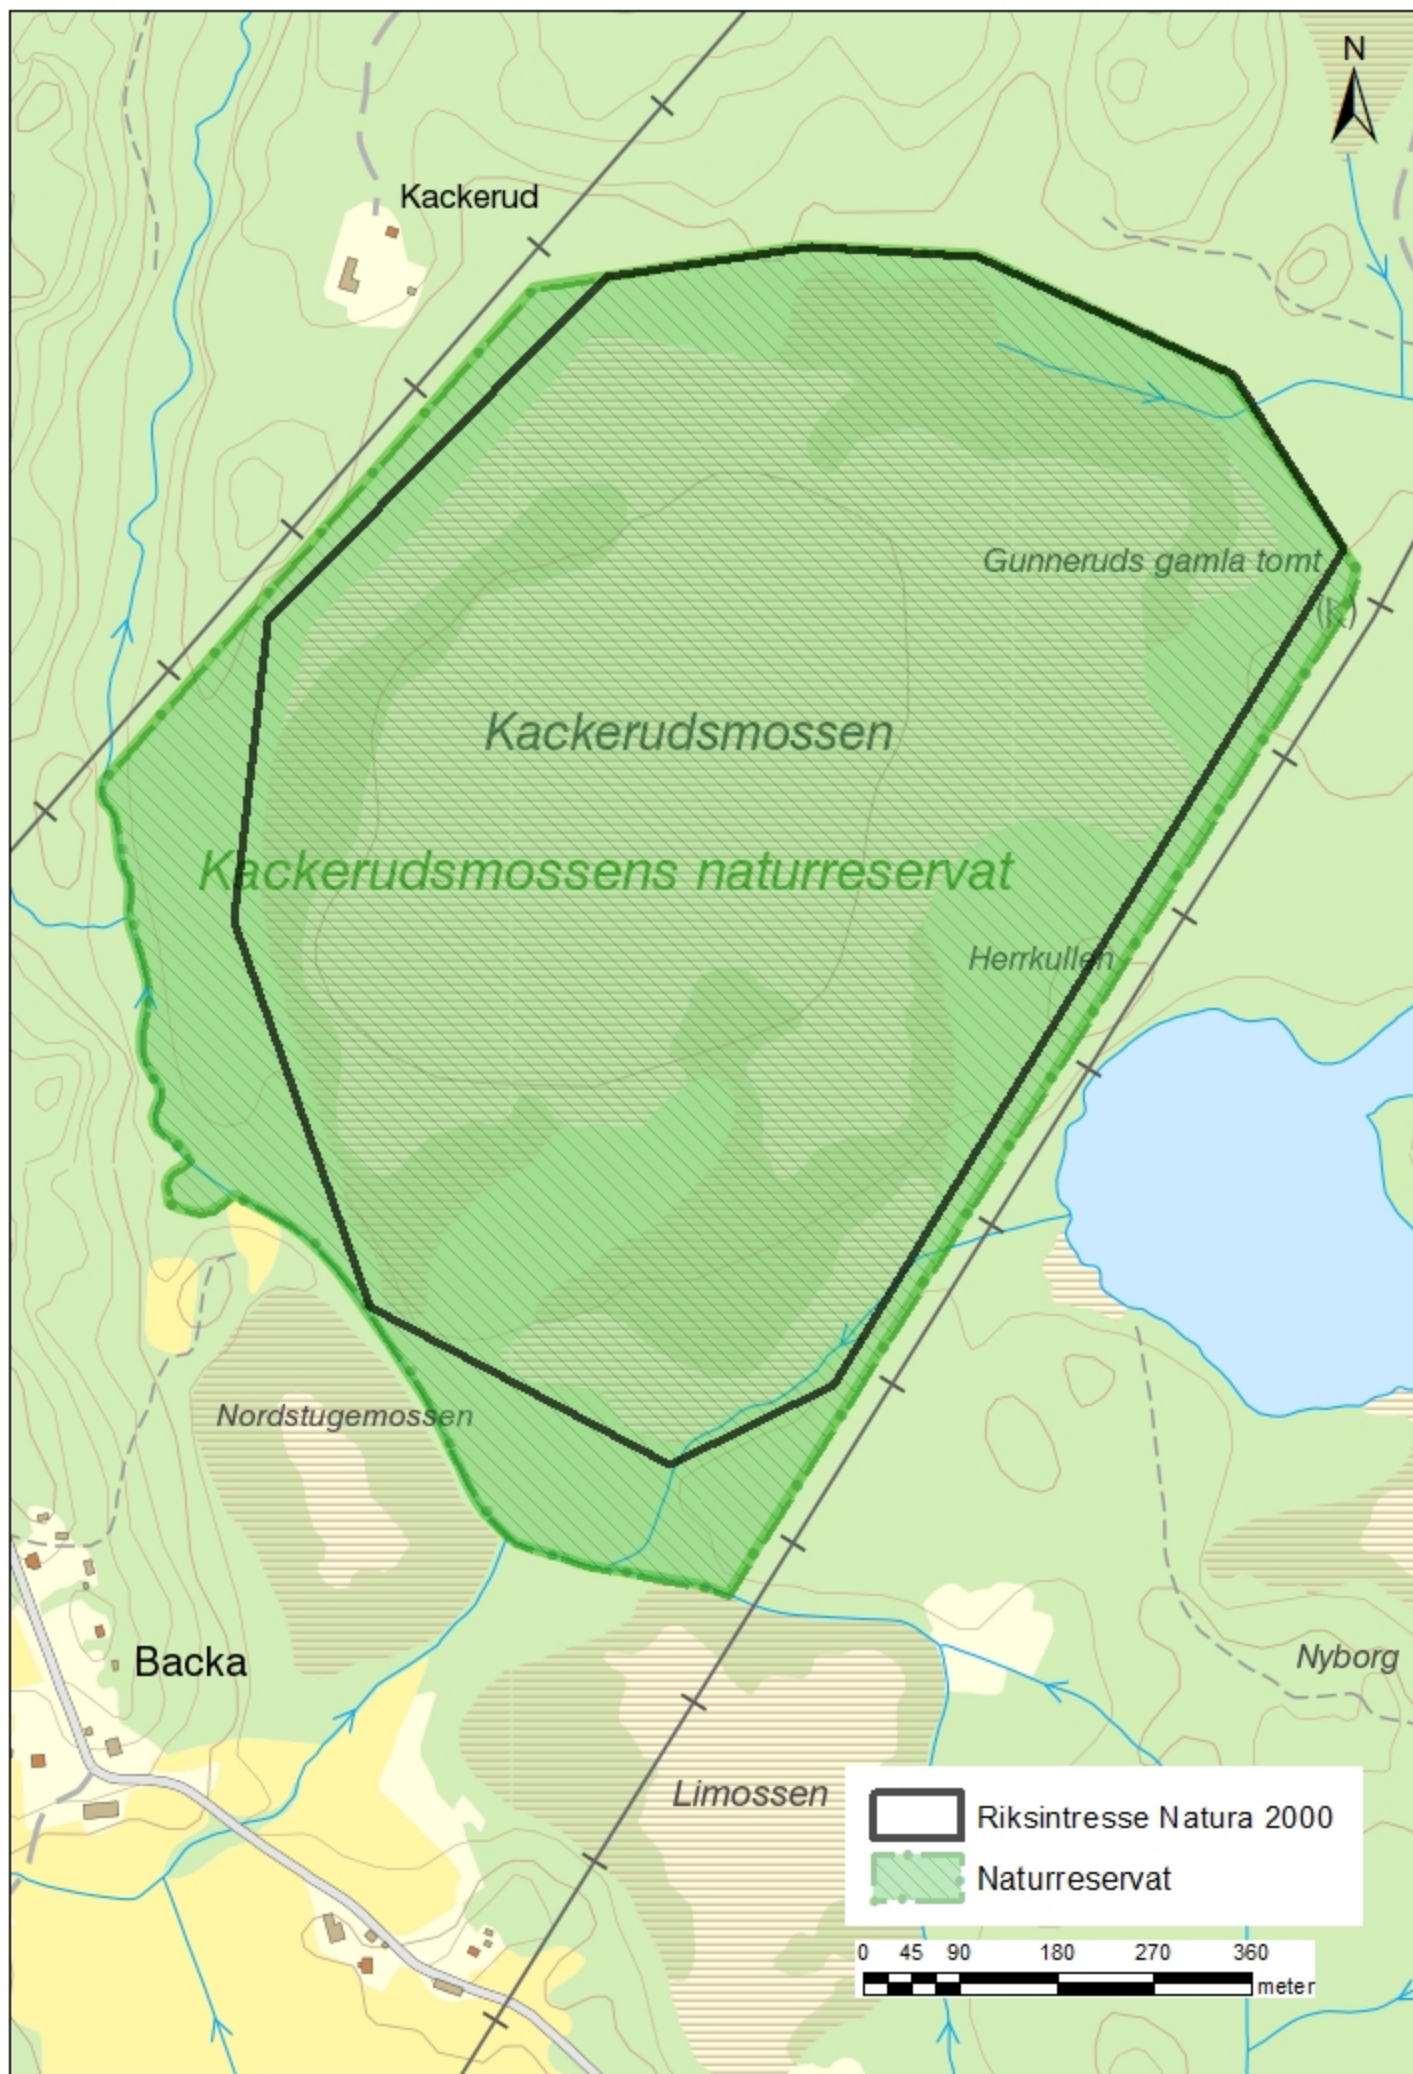 N
Kackerud
Gunneruds gamla tomt
(R)
Kackerudsmossen
Kackerudsmossens naturreservat
Herrkullen
Nordstugemossen
Backa
Nyborg
Limossen
Riksintresse Natura 2000
Naturreservat
0 45 90 180 270 360
meter